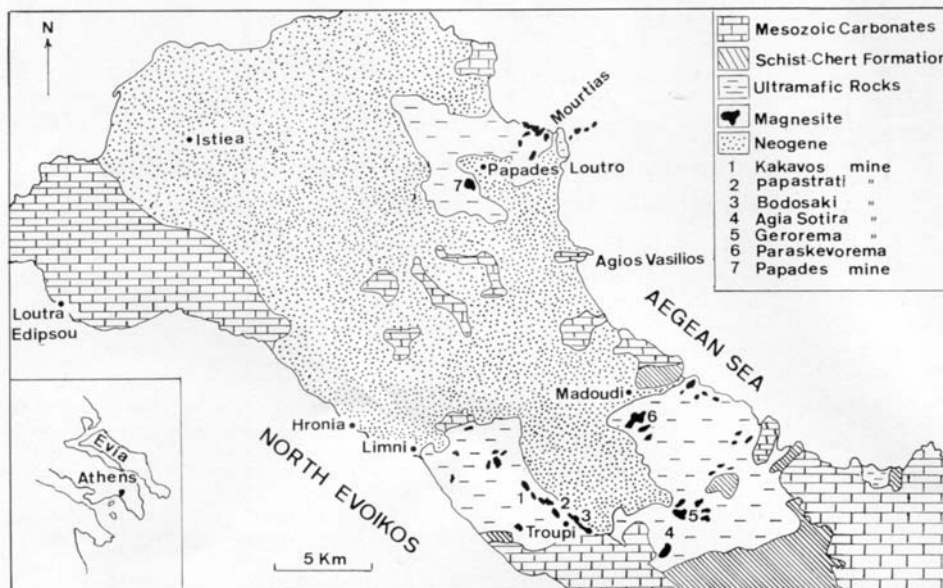 N
Istiea
Mourtias
Papades Loutro
7
Agios Vasilios
AEGEAN SEA
Loutra
Edipsou
Madoudi
6
Hronia
Limni
NORTH EVOIKOS
1
2
3
Troupi
5
4
5 Km
Evia
Athens
Mesozoic Carbonates
Schist-Chert Formation
Ultramafic Rocks
Magnesite
Neogene
1 Kakavos mine
2 papastrati "
3 Bodosaki "
4 Agia Sotira "
5 Gerorema "
6 Paraskevorema
7 Papades mine